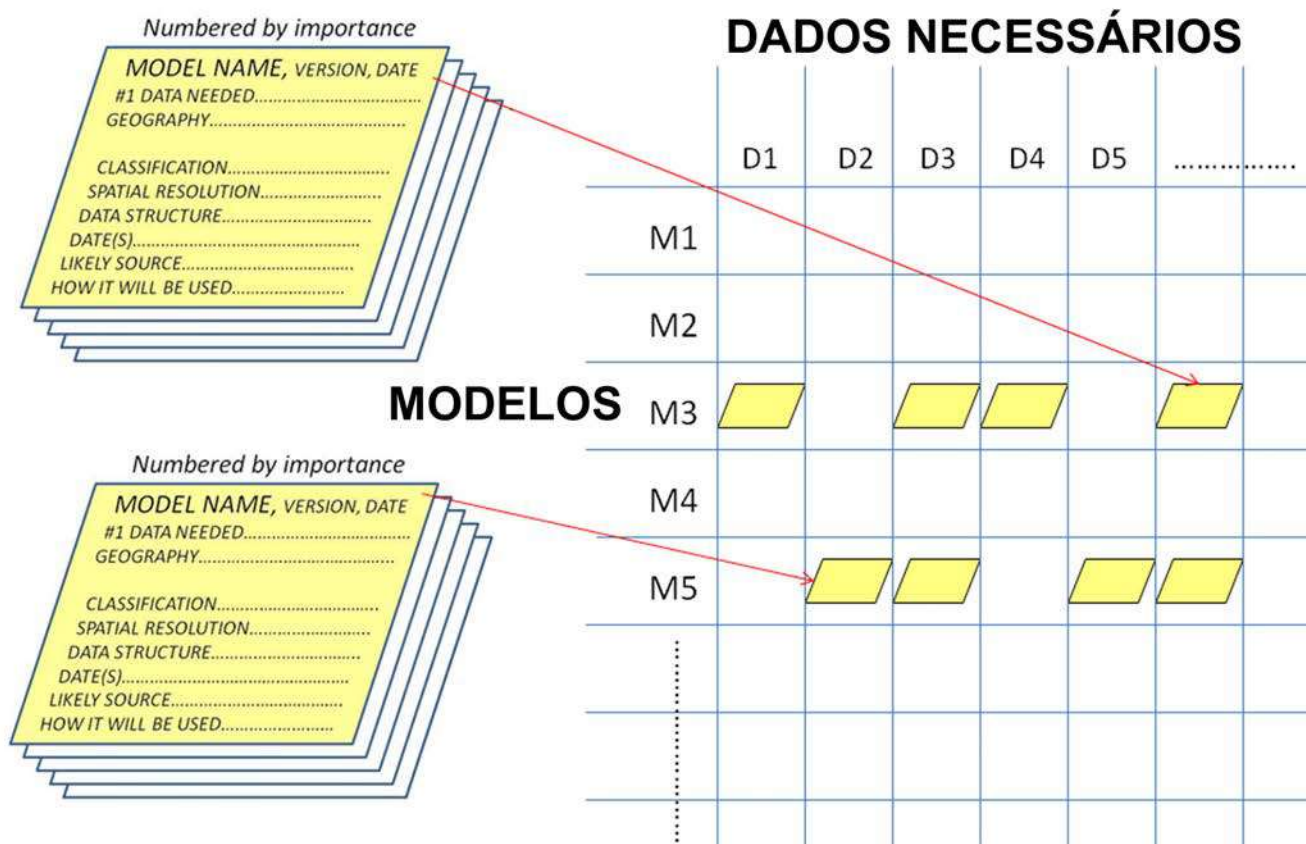 Numbered by importance
MODEL NAME, VERSION, DATE
#1 DATA NEEDED.......................................
GEOGRAPHY.............................................
CLASSIFICATION.....................................
SPATIAL RESOLUTION..........................
DATA STRUCTURE................................
DATE(S)..................................................
LIKELY SOURCE.....................................
HOW IT WILL BE USED........................
Numbered by importance
MODEL NAME, VERSION, DATE
#1 DATA NEEDED.......................................
GEOGRAPHY.............................................
CLASSIFICATION.....................................
SPATIAL RESOLUTION..........................
DATA STRUCTURE................................
DATE(S)..................................................
LIKELY SOURCE.....................................
HOW IT WILL BE USED........................
DADOS NECESSÁRIOS
D1 D2 D3 D4 D5 ................
MODELOS
M1
M2
M3
M4
M5